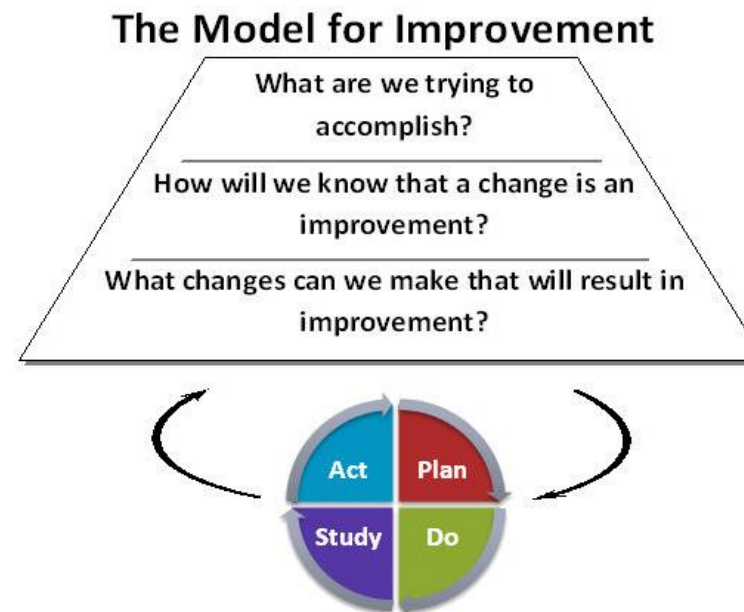 The Model for Improvement
What are we trying to
accomplish?
How will we know that a change is an
improvement?
What changes can we make that will result in
improvement?
Act
Plan
Study
Do